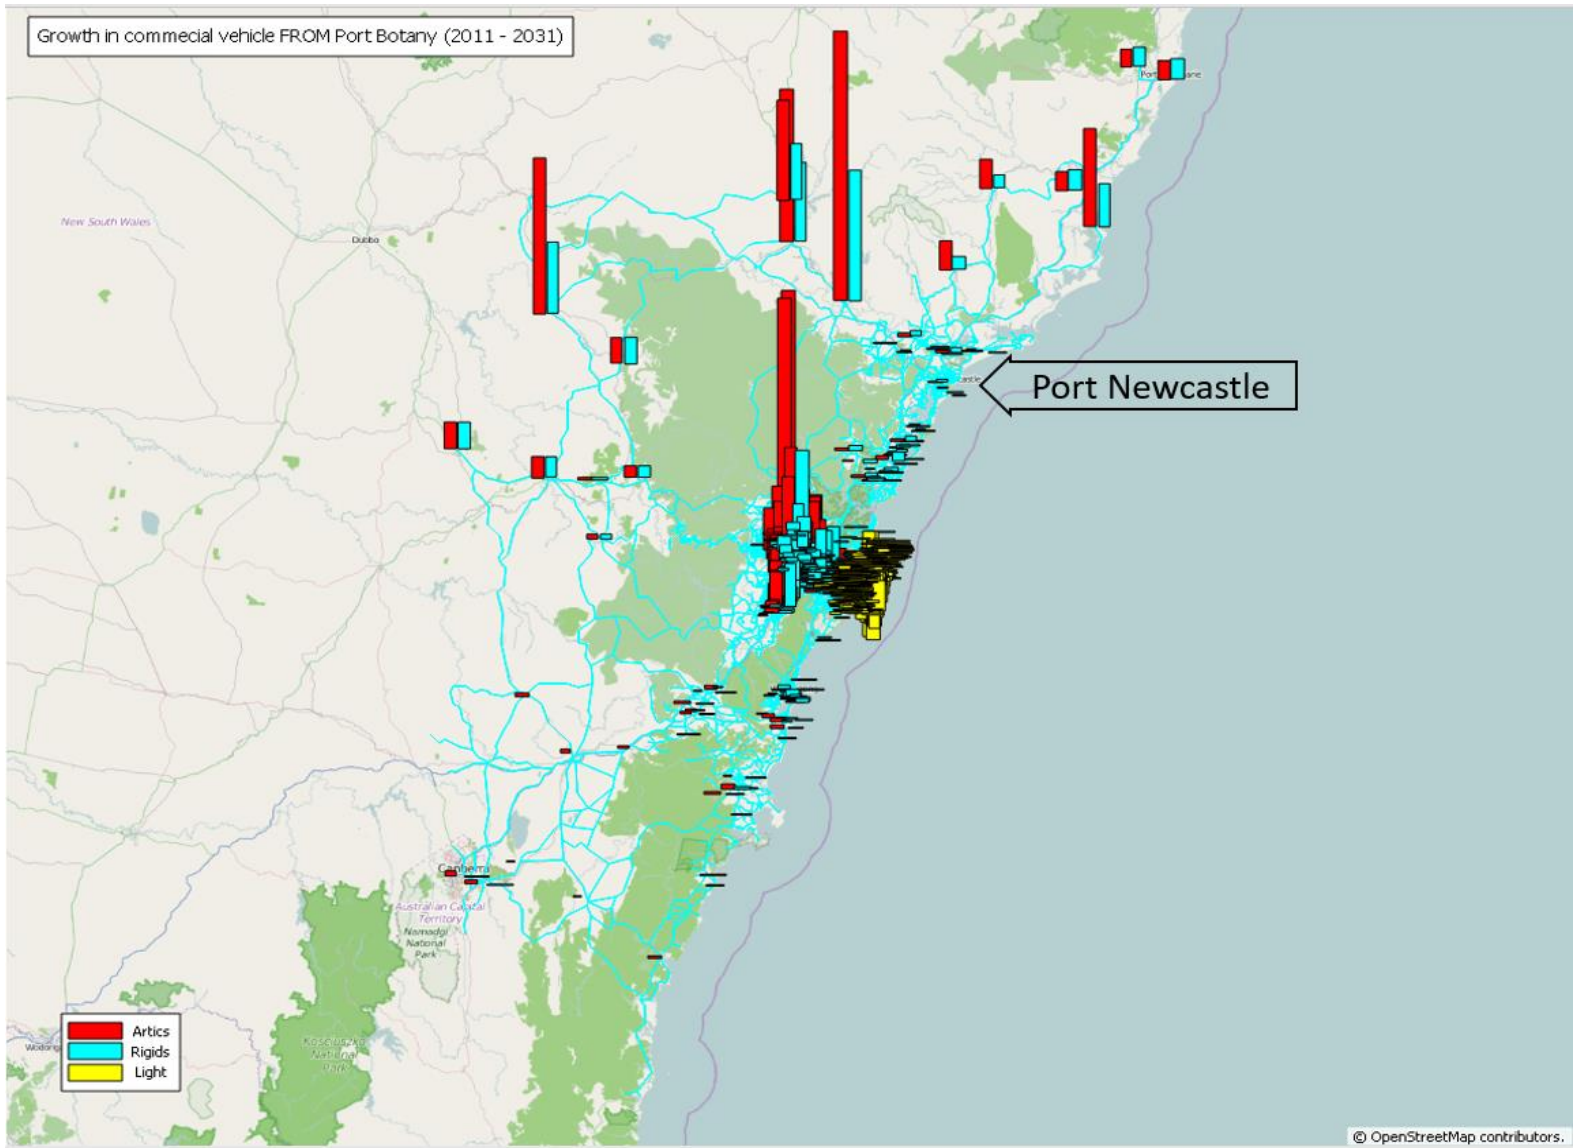 Growth in commecial vehicle FROM Port Botany (2011 - 2031)
New South Wales
Dubbo
Port Newcastle
Canberra
Australian Capital
Territory
Namadgi
National
Park
Kosciuszko
National
Park
Artics
Rigids
Light
© OpenStreetMap contributors.